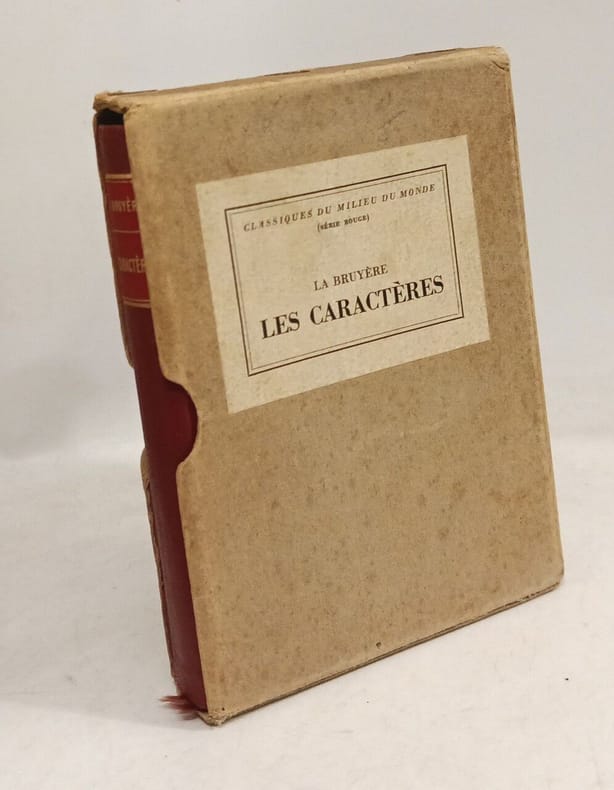 CLASSIQUES DU MILIEU DU MONDE
(SÉRIE ROUGE)
LA BRUYÈRE
LES CARACTÈRES